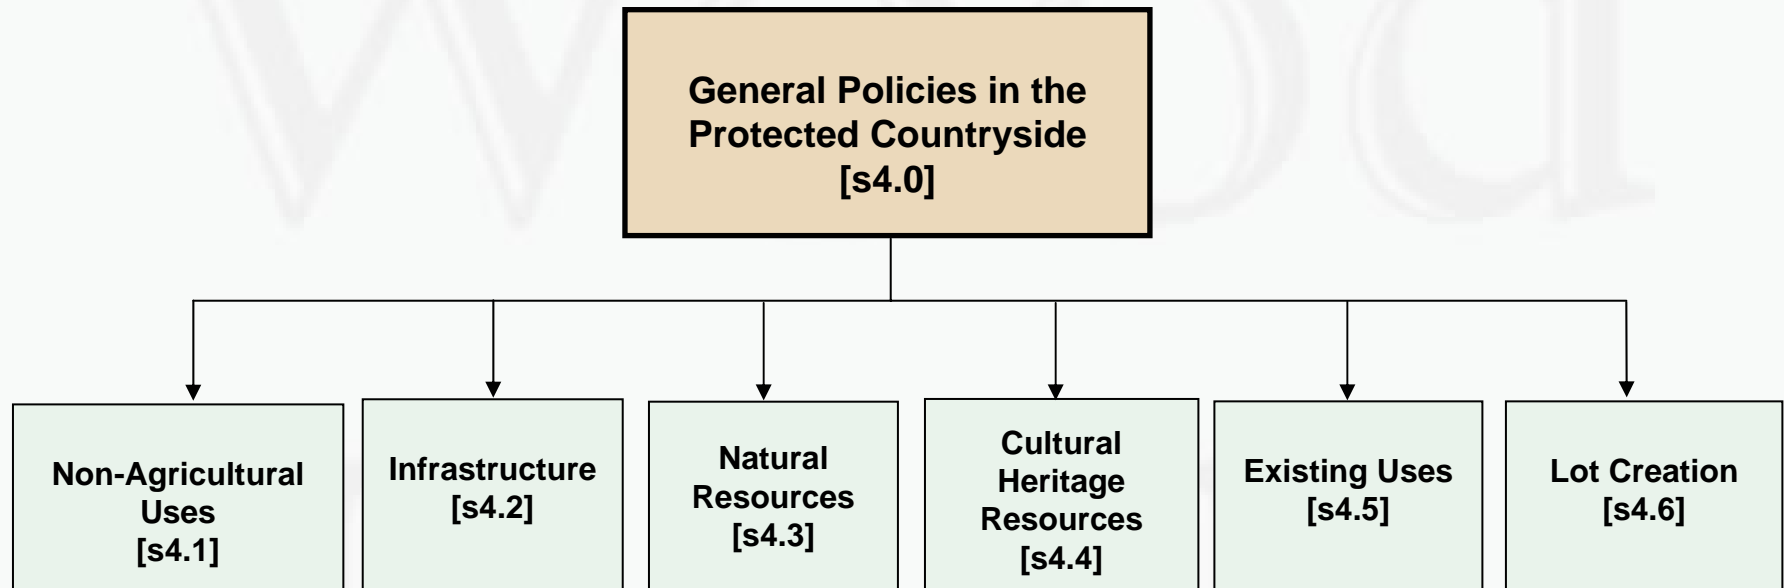 General Policies in the
Protected Countryside
[s4.0]
Non-Agricultural
Uses
[s4.1]
Infrastructure
[s4.2]
Natural
Resources
[s4.3]
Cultural
Heritage
Resources
[s4.4]
Existing Uses
[s4.5]
Lot Creation
[s4.6]